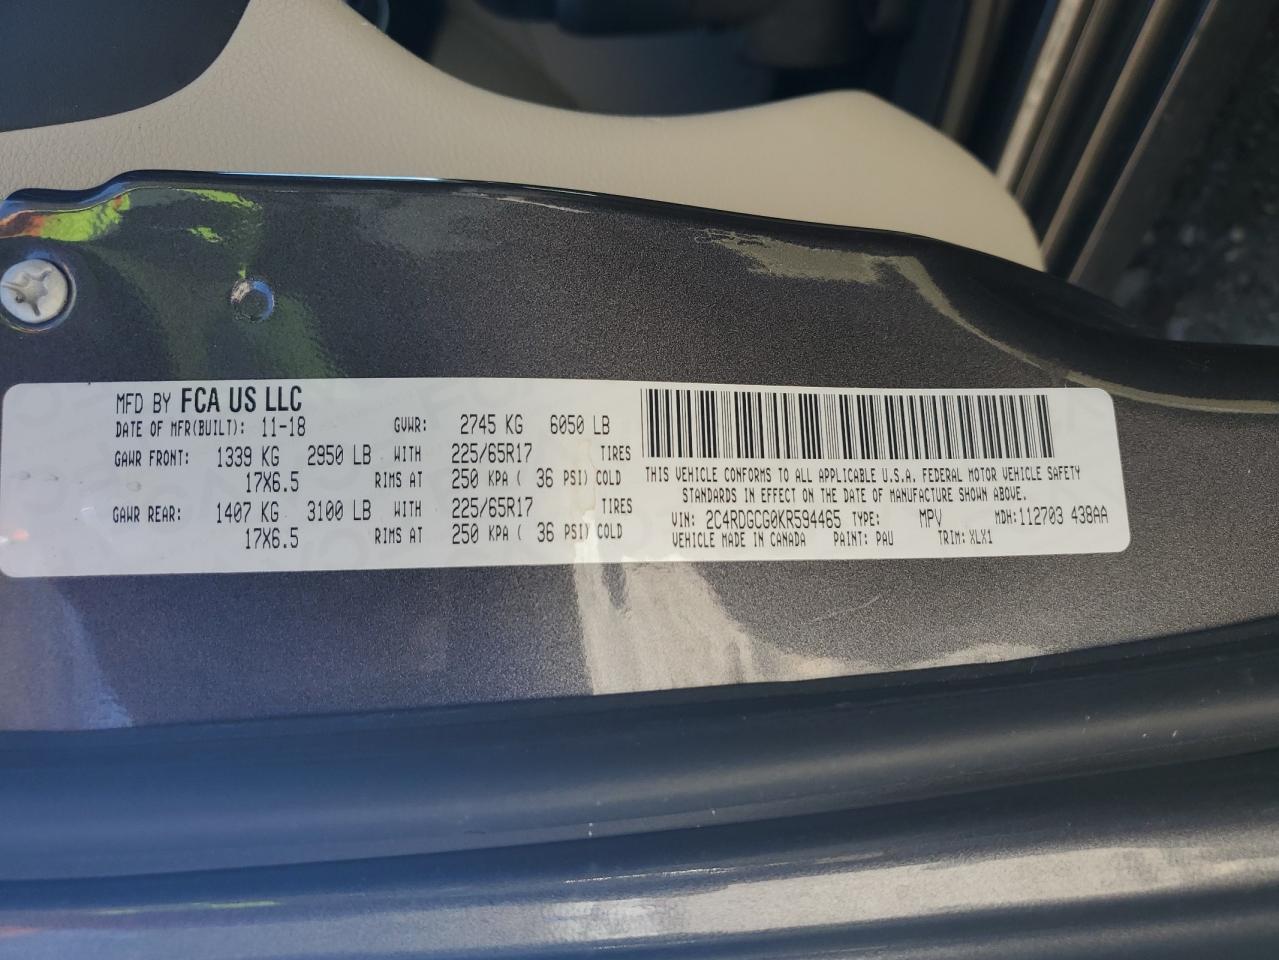 MFD BY FCA US LLC
DATE OF MFR(BUILT): 11-18 GVWR: 2745 KG 6050 LB
GAWR FRONT: 1339 KG 2950 LB WITH 225/65R17 TIRES
17X6.5 RIMS AT 250 KPA ( 36 PSI) COLD
GAWR REAR: 1407 KG 3100 LB WITH 225/65R17 TIRES
17X6.5 RIMS AT 250 KPA ( 36 PSI) COLD
THIS VEHICLE CONFORMS TO ALL APPLICABLE U.S.A. FEDERAL MOTOR VEHICLE SAFETY
STANDARDS IN EFFECT ON THE DATE OF MANUFACTURE SHOWN ABOVE.
VIN: 2C4RDGCG0KR594465 TYPE: MPV MDH:112703 438AA
VEHICLE MADE IN CANADA PAINT: PAU TRIM: XLX1